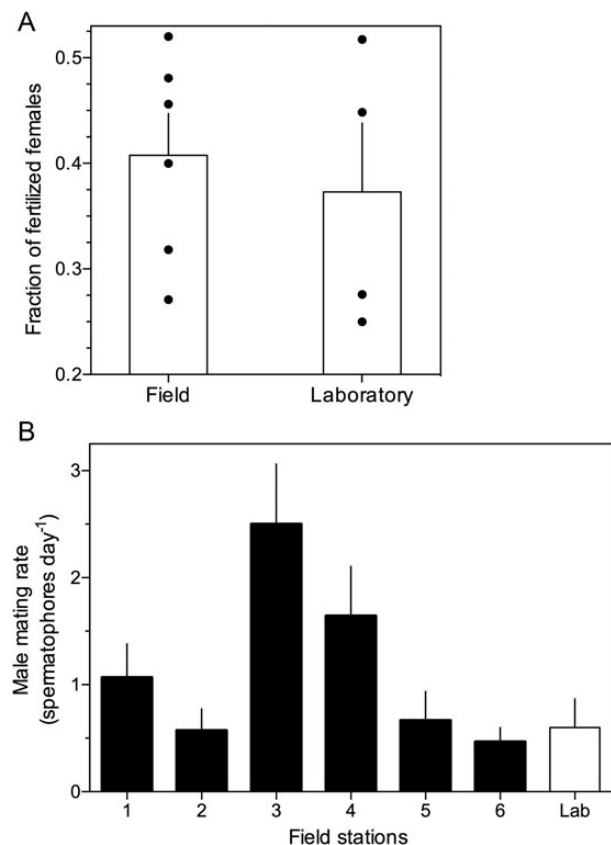 A
Fraction of fertilized females
0.5
0.4
0.3
0.2
Field Laboratory
B
Male mating rate
(spermatophores day⁻¹)
3
2
1
0
1 2 3 4 5 6 Lab
Field stations